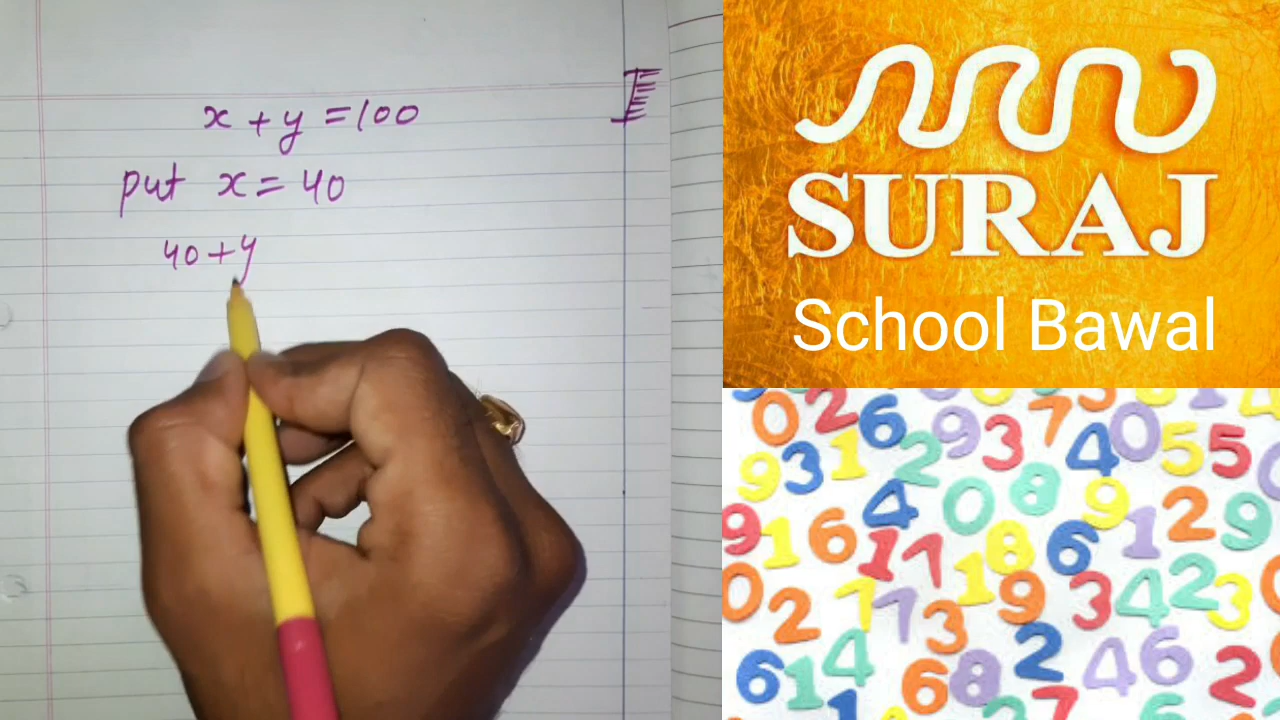 x + y = 100
put x = 40
40 + y
SURAJ
School Bawal